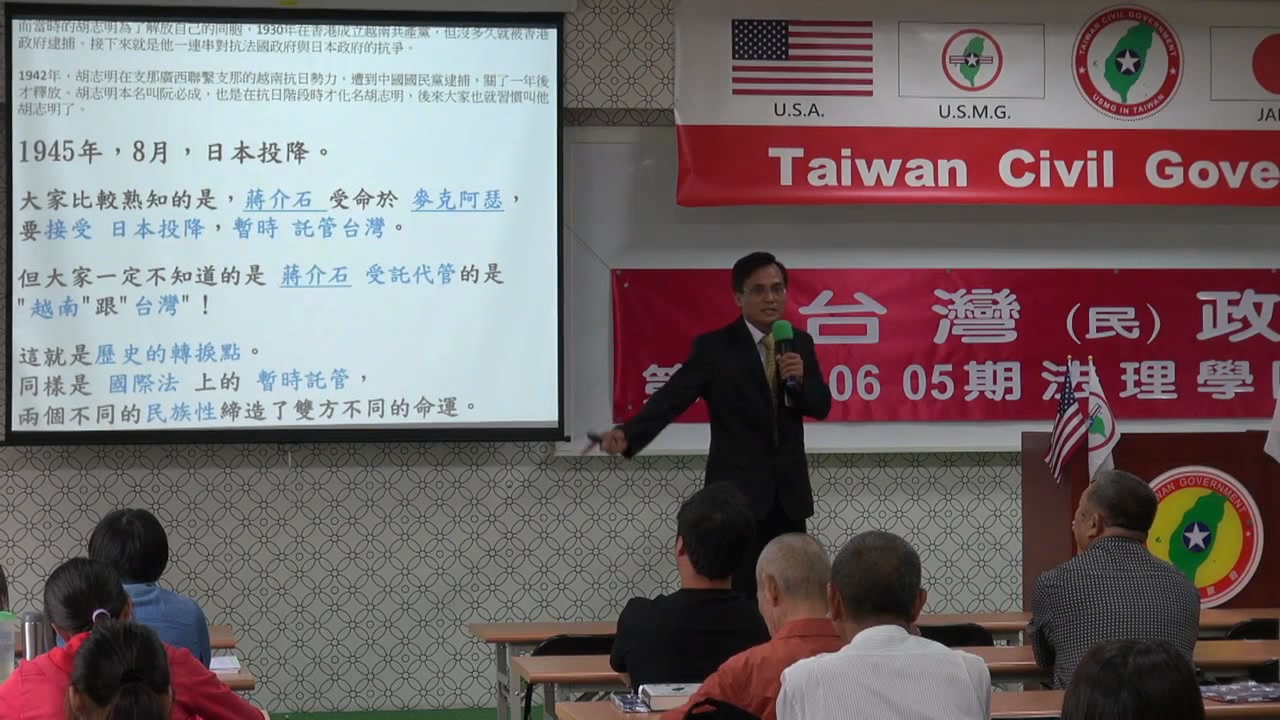 而當時的胡志明為了解放自己的同胞，1930年在香港成立越南共產黨，但沒多久就被香港
政府逮捕。接下來就是他一連串對抗法國政府與日本政府的抗爭。
1942年，胡志明在支那廣西聯繫支那的越南抗日勢力，遭到中國國民黨逮捕，關了一年後
才釋放。胡志明本名叫阮必成，也是在抗日階段時才化名胡志明，後來大家也就習慣叫他
胡志明了。
1945年，8月，日本投降。
大家比較熟知的是，蔣介石 受命於 麥克阿瑟，
要接受 日本投降，暫時 託管台灣。
但大家一定不知道的是 蔣介石 受託代管的是
"越南"跟"台灣"！
這就是歷史的轉捩點。
同樣是 國際法 上的 暫時託管，
兩個不同的民族性締造了雙方不同的命運。
U.S.A.
U.S.M.G.
TAIWAN CIVIL GOVERNMENT
USMG IN TAIWAN
JA
Taiwan Civil Gove
台灣（民）政
第
06 05期法理學